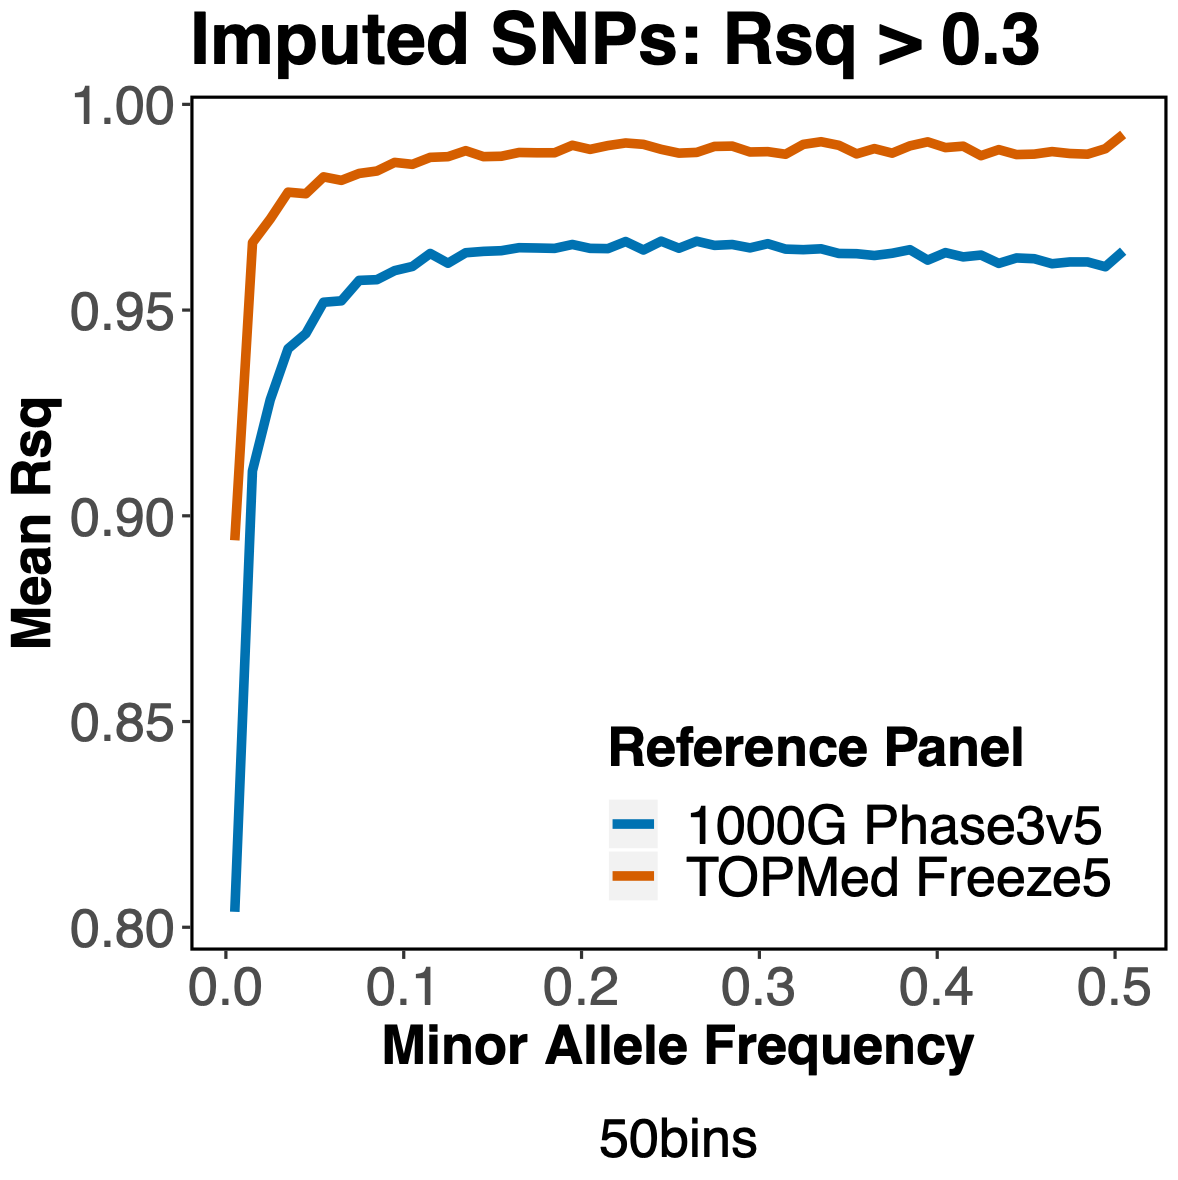 Imputed SNPs: Rsq > 0.3
1.00
0.95
0.90
0.85
0.80
Mean Rsq
Reference Panel
1000G Phase3v5
TOPMed Freeze5
0.0 0.1 0.2 0.3 0.4 0.5
Minor Allele Frequency
50bins